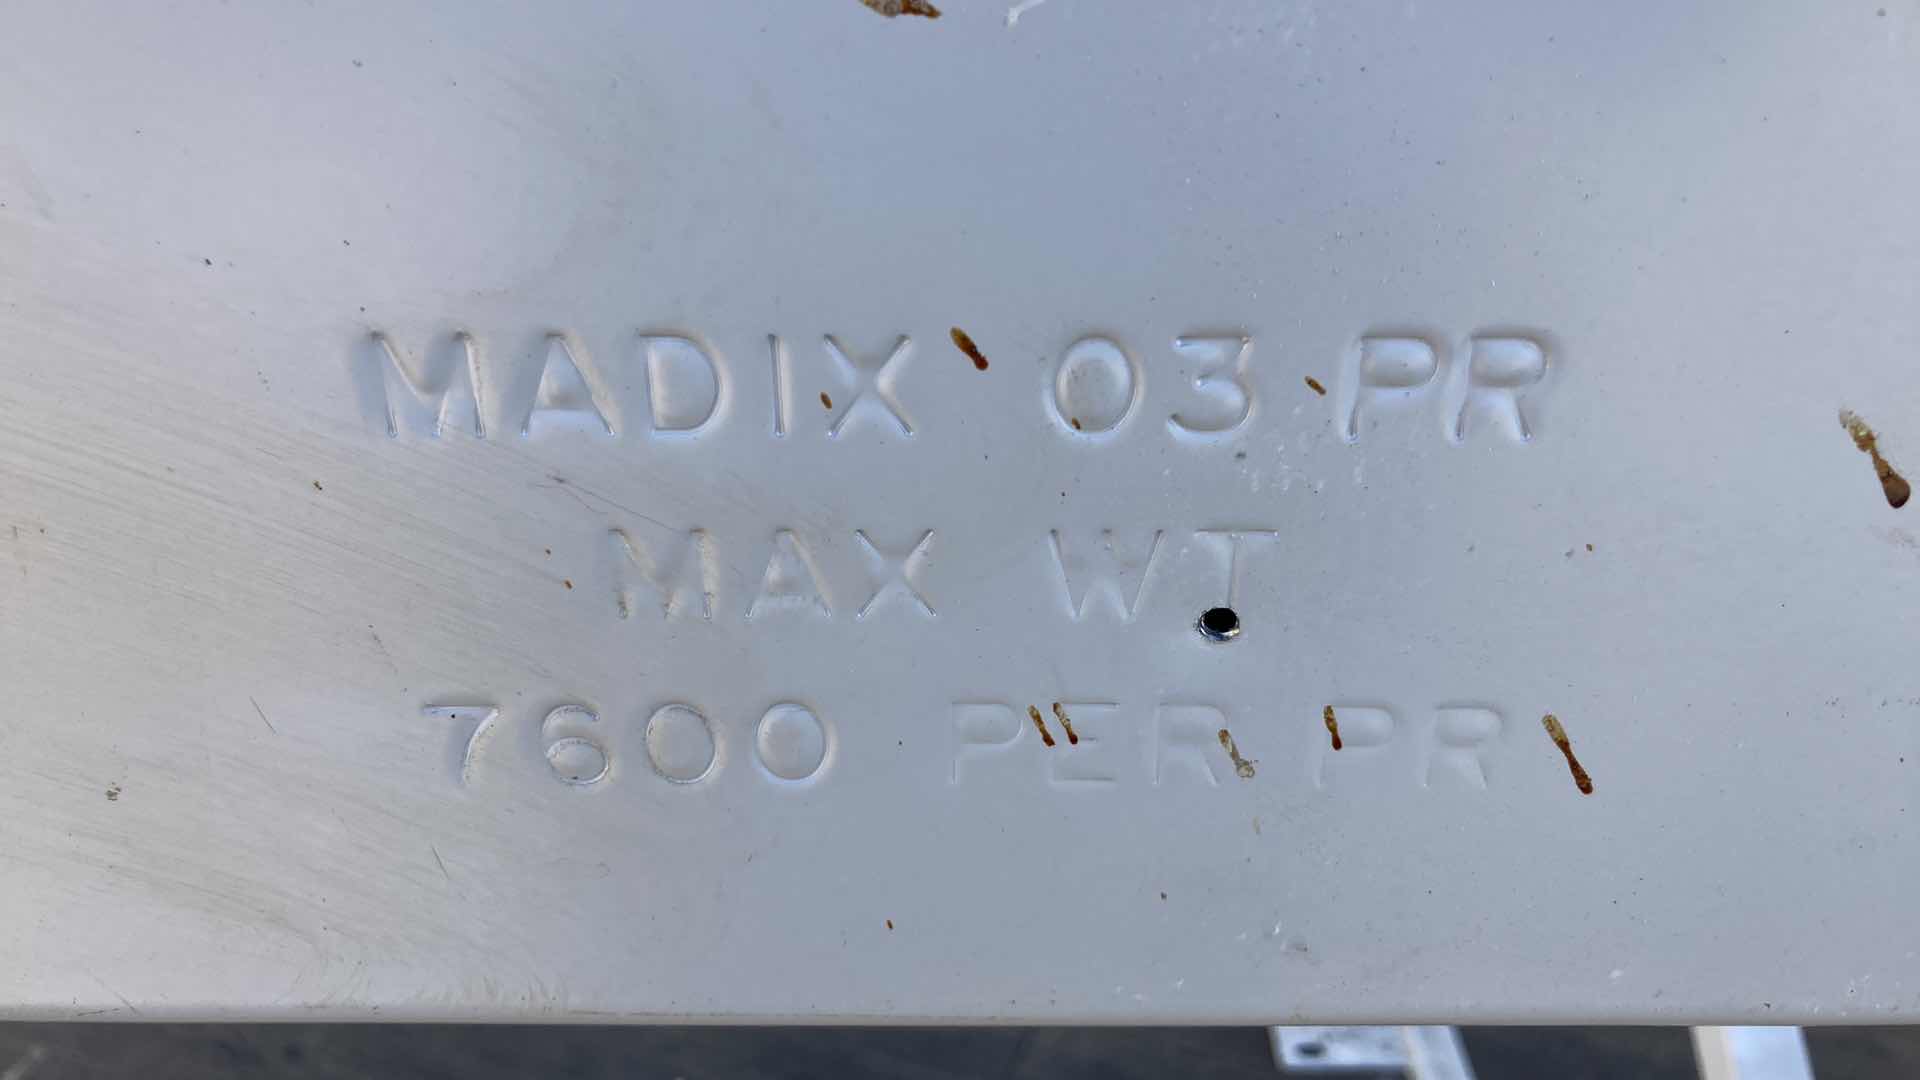 MADIX 03 PR
MAX WT
7600 PER PR